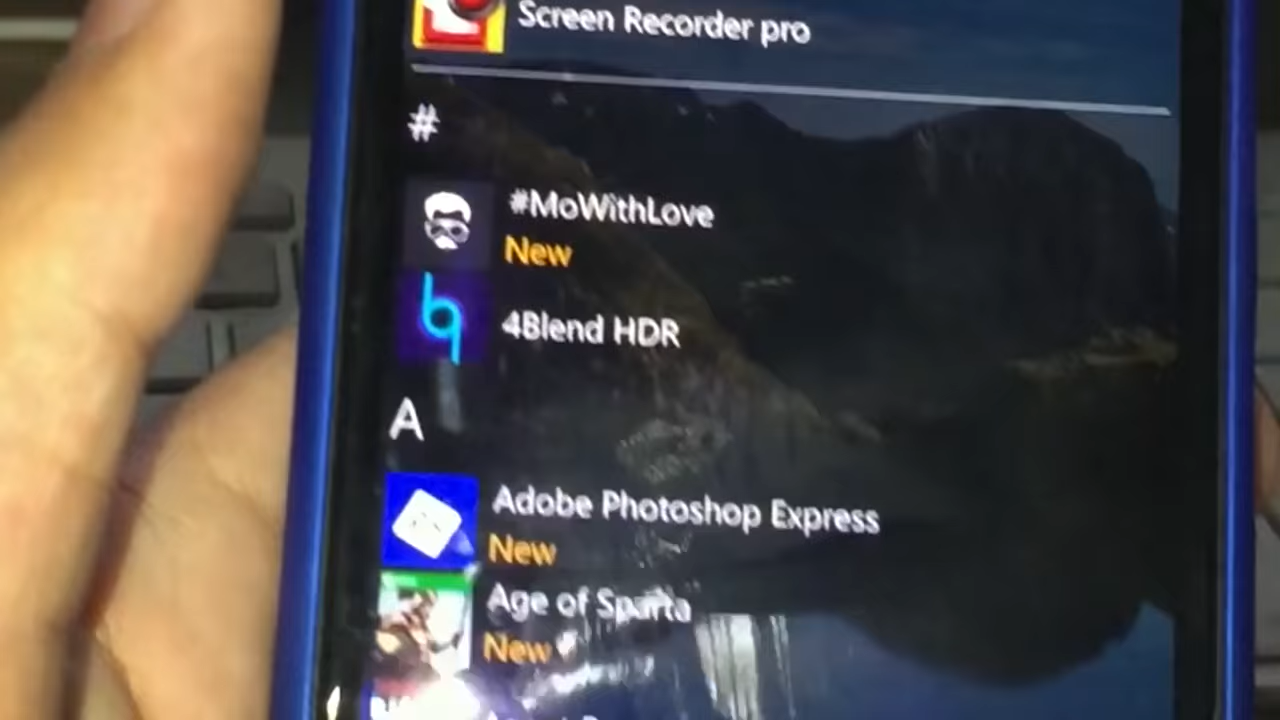 Screen Recorder pro
#
#MoWithLove
New
4Blend HDR
A
Adobe Photoshop Express
New
Age of Sparta
New